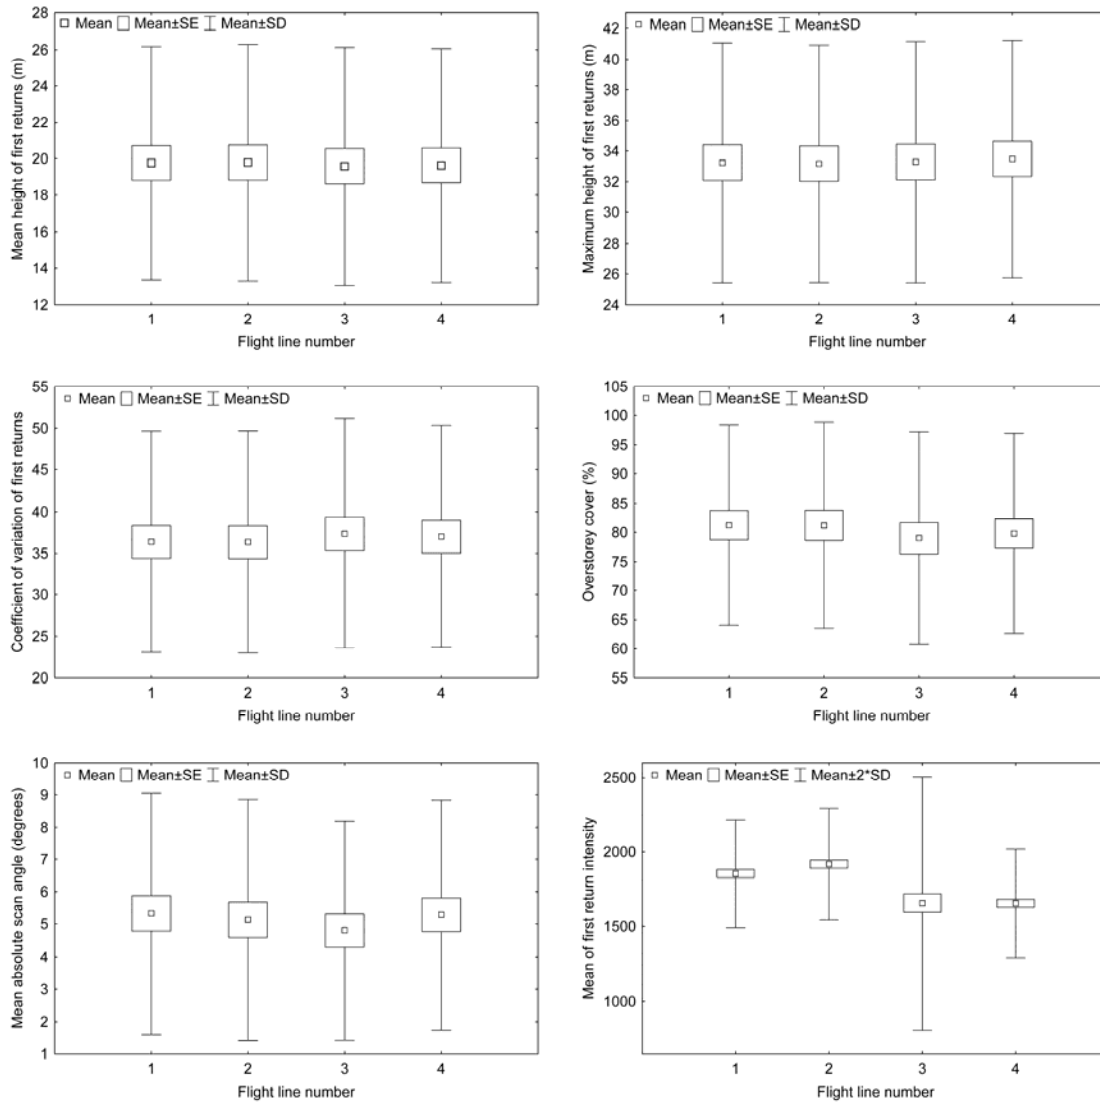 Mean Mean±SE Mean±SD
Mean height of first returns (m)
28
26
24
22
20
18
16
14
12
1 2 3 4
Flight line number
Mean Mean±SE Mean±SD
Maximum height of first returns (m)
42
40
38
36
34
32
30
28
26
24
1 2 3 4
Flight line number
Mean Mean±SE Mean±SD
Coefficient of variation of first returns
55
50
45
40
35
30
25
20
1 2 3 4
Flight line number
Mean Mean±SE Mean±SD
Overstorey cover (%)
105
100
95
90
85
80
75
70
65
60
55
1 2 3 4
Flight line number
Mean Mean±SE Mean±SD
Mean absolute scan angle (degrees)
10
9
8
7
6
5
4
3
2
1
1 2 3 4
Flight line number
Mean Mean±SE Mean±2*SD
Mean of first return intensity
2500
2000
1500
1000
1 2 3 4
Flight line number